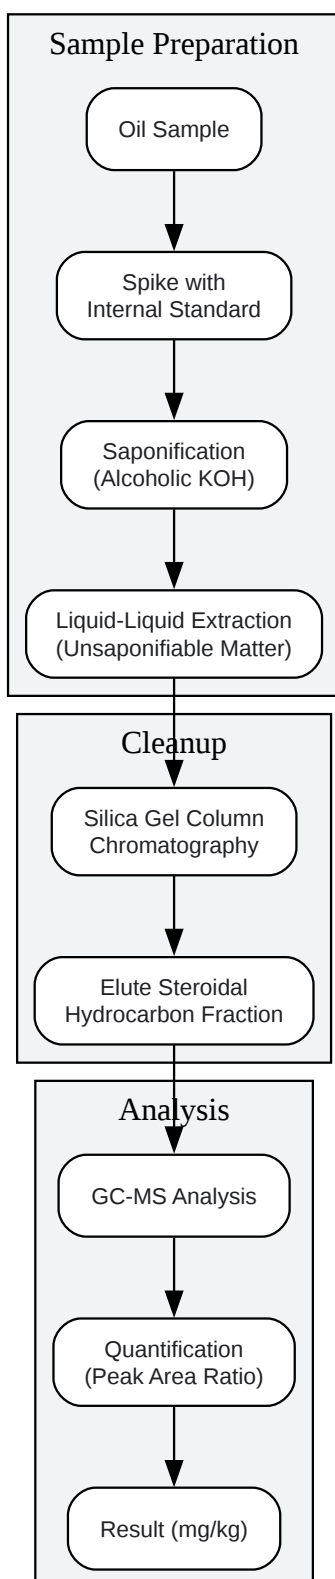 Sample Preparation
Oil Sample
Spike with
Internal Standard
Saponification
(Alcoholic KOH)
Liquid-Liquid Extraction
(Unsaponifiable Matter)
Cleanup
Silica Gel Column
Chromatography
Elute Steroidal
Hydrocarbon Fraction
Analysis
GC-MS Analysis
Quantification
(Peak Area Ratio)
Result (mg/kg)